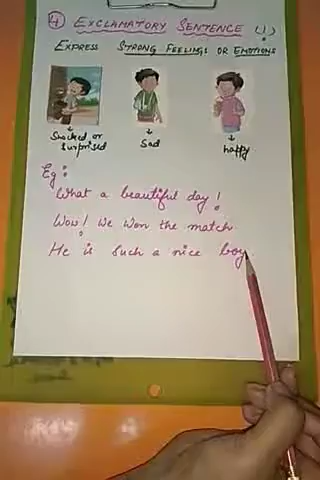 4 EXCLAMATORY SENTENCE (!)
EXPRESS STRONG FEELINGS OR EMOTIONS
Shocked or surprised
Sad
happy
Eg:
What a beautiful day!
Wow! We won the match
He is such a nice boy